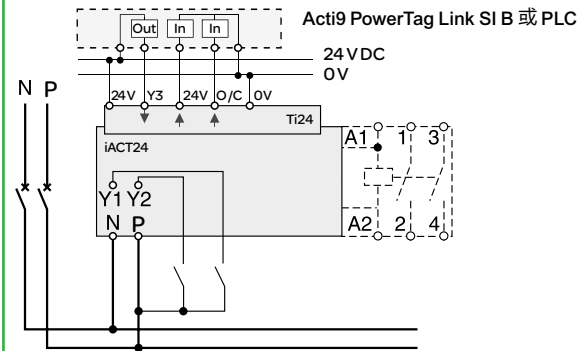 Acti9 PowerTag Link SI B 或 PLC
Out In In
24 V DC
0 V
N P
24V Y3 24V O/C 0V
Ti24
iACT24
A1 1 3
Y1 Y2
N P
A2 2 4